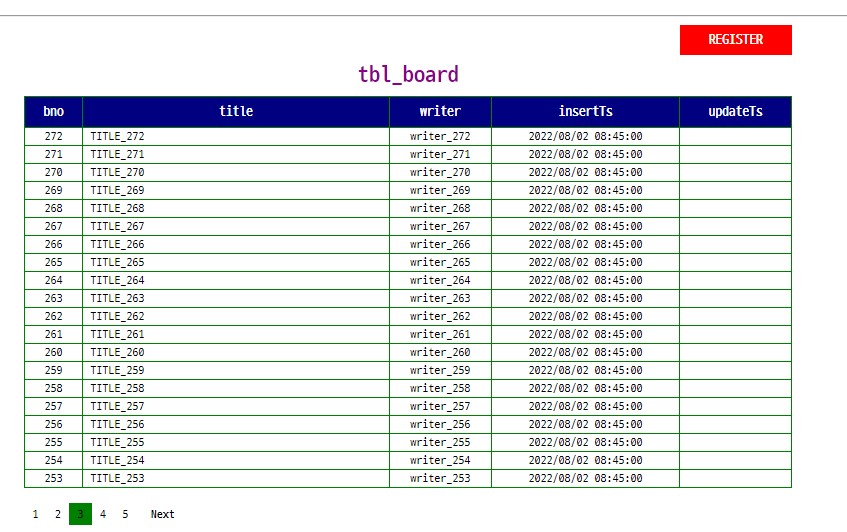 REGISTER
tbl_board
bno title writer insertTs updateTs
272 TITLE_272 writer_272 2022/08/02 08:45:00
271 TITLE_271 writer_271 2022/08/02 08:45:00
270 TITLE_270 writer_270 2022/08/02 08:45:00
269 TITLE_269 writer_269 2022/08/02 08:45:00
268 TITLE_268 writer_268 2022/08/02 08:45:00
267 TITLE_267 writer_267 2022/08/02 08:45:00
266 TITLE_266 writer_266 2022/08/02 08:45:00
265 TITLE_265 writer_265 2022/08/02 08:45:00
264 TITLE_264 writer_264 2022/08/02 08:45:00
263 TITLE_263 writer_263 2022/08/02 08:45:00
262 TITLE_262 writer_262 2022/08/02 08:45:00
261 TITLE_261 writer_261 2022/08/02 08:45:00
260 TITLE_260 writer_260 2022/08/02 08:45:00
259 TITLE_259 writer_259 2022/08/02 08:45:00
258 TITLE_258 writer_258 2022/08/02 08:45:00
257 TITLE_257 writer_257 2022/08/02 08:45:00
256 TITLE_256 writer_256 2022/08/02 08:45:00
255 TITLE_255 writer_255 2022/08/02 08:45:00
254 TITLE_254 writer_254 2022/08/02 08:45:00
253 TITLE_253 writer_253 2022/08/02 08:45:00
1 2 3 4 5 Next